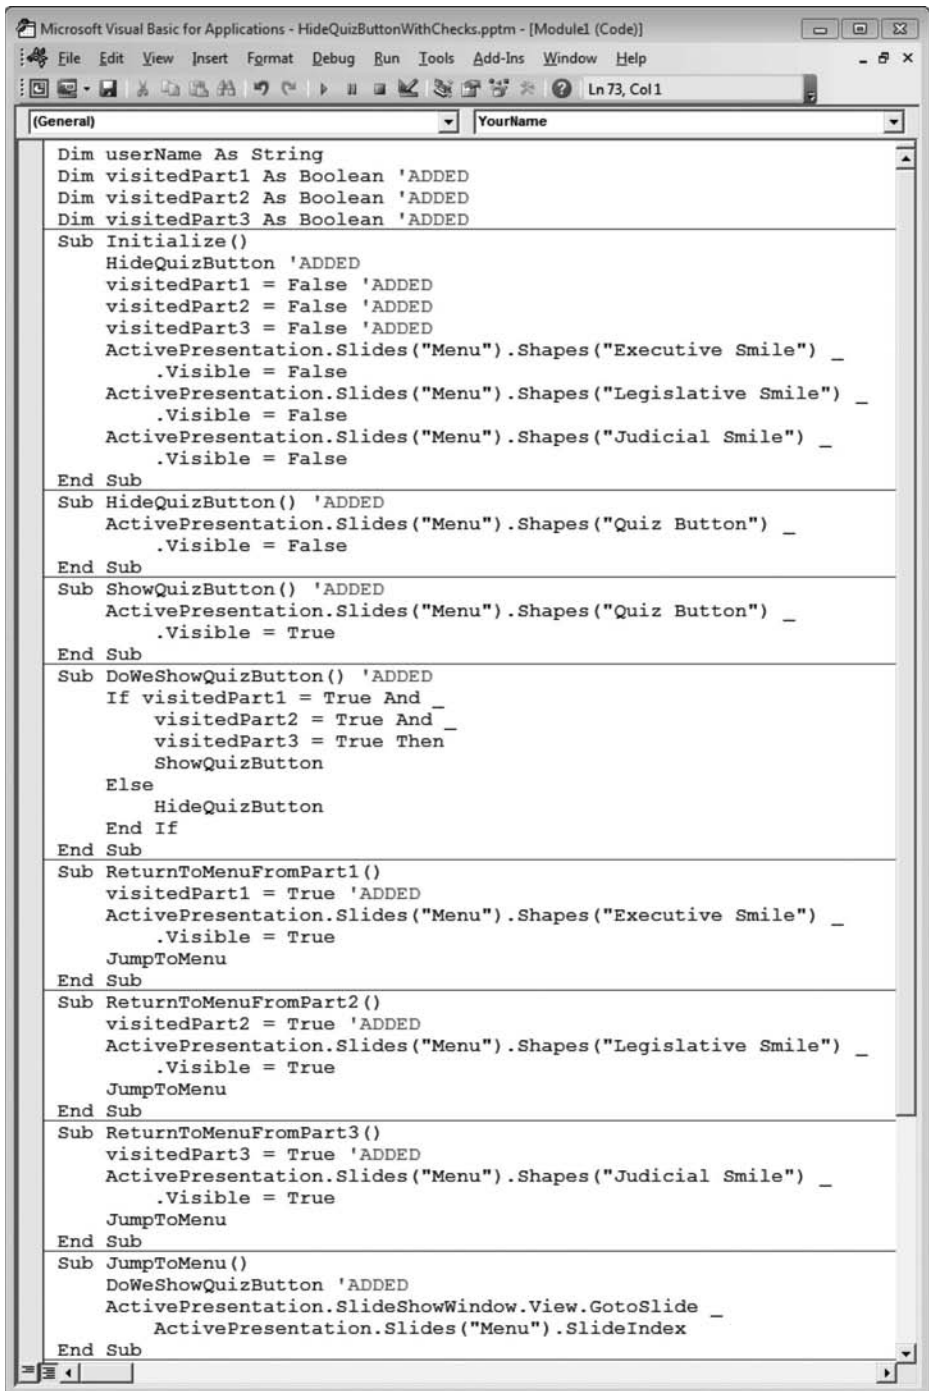 Microsoft Visual Basic for Applications - HideQuizButtonWithChecks.pptm - [Module1 (Code)]
File Edit View Insert Format Debug Run Tools Add-Ins Window Help
Ln 73, Col 1
(General) YourName
Dim userName As String
Dim visitedPart1 As Boolean 'ADDED
Dim visitedPart2 As Boolean 'ADDED
Dim visitedPart3 As Boolean 'ADDED
Sub Initialize()
    HideQuizButton 'ADDED
    visitedPart1 = False 'ADDED
    visitedPart2 = False 'ADDED
    visitedPart3 = False 'ADDED
    ActivePresentation.Slides("Menu").Shapes("Executive Smile") _
        .Visible = False
    ActivePresentation.Slides("Menu").Shapes("Legislative Smile") _
        .Visible = False
    ActivePresentation.Slides("Menu").Shapes("Judicial Smile") _
        .Visible = False
End Sub
Sub HideQuizButton() 'ADDED
    ActivePresentation.Slides("Menu").Shapes("Quiz Button") _
        .Visible = False
End Sub
Sub ShowQuizButton() 'ADDED
    ActivePresentation.Slides("Menu").Shapes("Quiz Button") _
        .Visible = True
End Sub
Sub DoWeShowQuizButton() 'ADDED
    If visitedPart1 = True And _
        visitedPart2 = True And _
        visitedPart3 = True Then
        ShowQuizButton
    Else
        HideQuizButton
    End If
End Sub
Sub ReturnToMenuFromPart1()
    visitedPart1 = True 'ADDED
    ActivePresentation.Slides("Menu").Shapes("Executive Smile") _
        .Visible = True
    JumpToMenu
End Sub
Sub ReturnToMenuFromPart2()
    visitedPart2 = True 'ADDED
    ActivePresentation.Slides("Menu").Shapes("Legislative Smile") _
        .Visible = True
    JumpToMenu
End Sub
Sub ReturnToMenuFromPart3()
    visitedPart3 = True 'ADDED
    ActivePresentation.Slides("Menu").Shapes("Judicial Smile") _
        .Visible = True
    JumpToMenu
End Sub
Sub JumpToMenu()
    DoWeShowQuizButton 'ADDED
    ActivePresentation.SlideShowWindow.View.GotoSlide _
        ActivePresentation.Slides("Menu").SlideIndex
End Sub